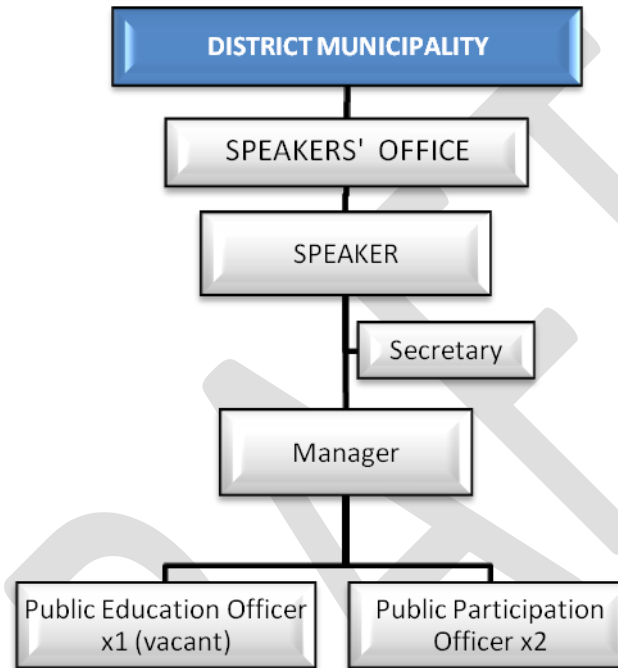 DISTRICT MUNICIPALITY
SPEAKERS' OFFICE
SPEAKER
Secretary
Manager
Public Education Officer
x1 (vacant)
Public Participation
Officer x2